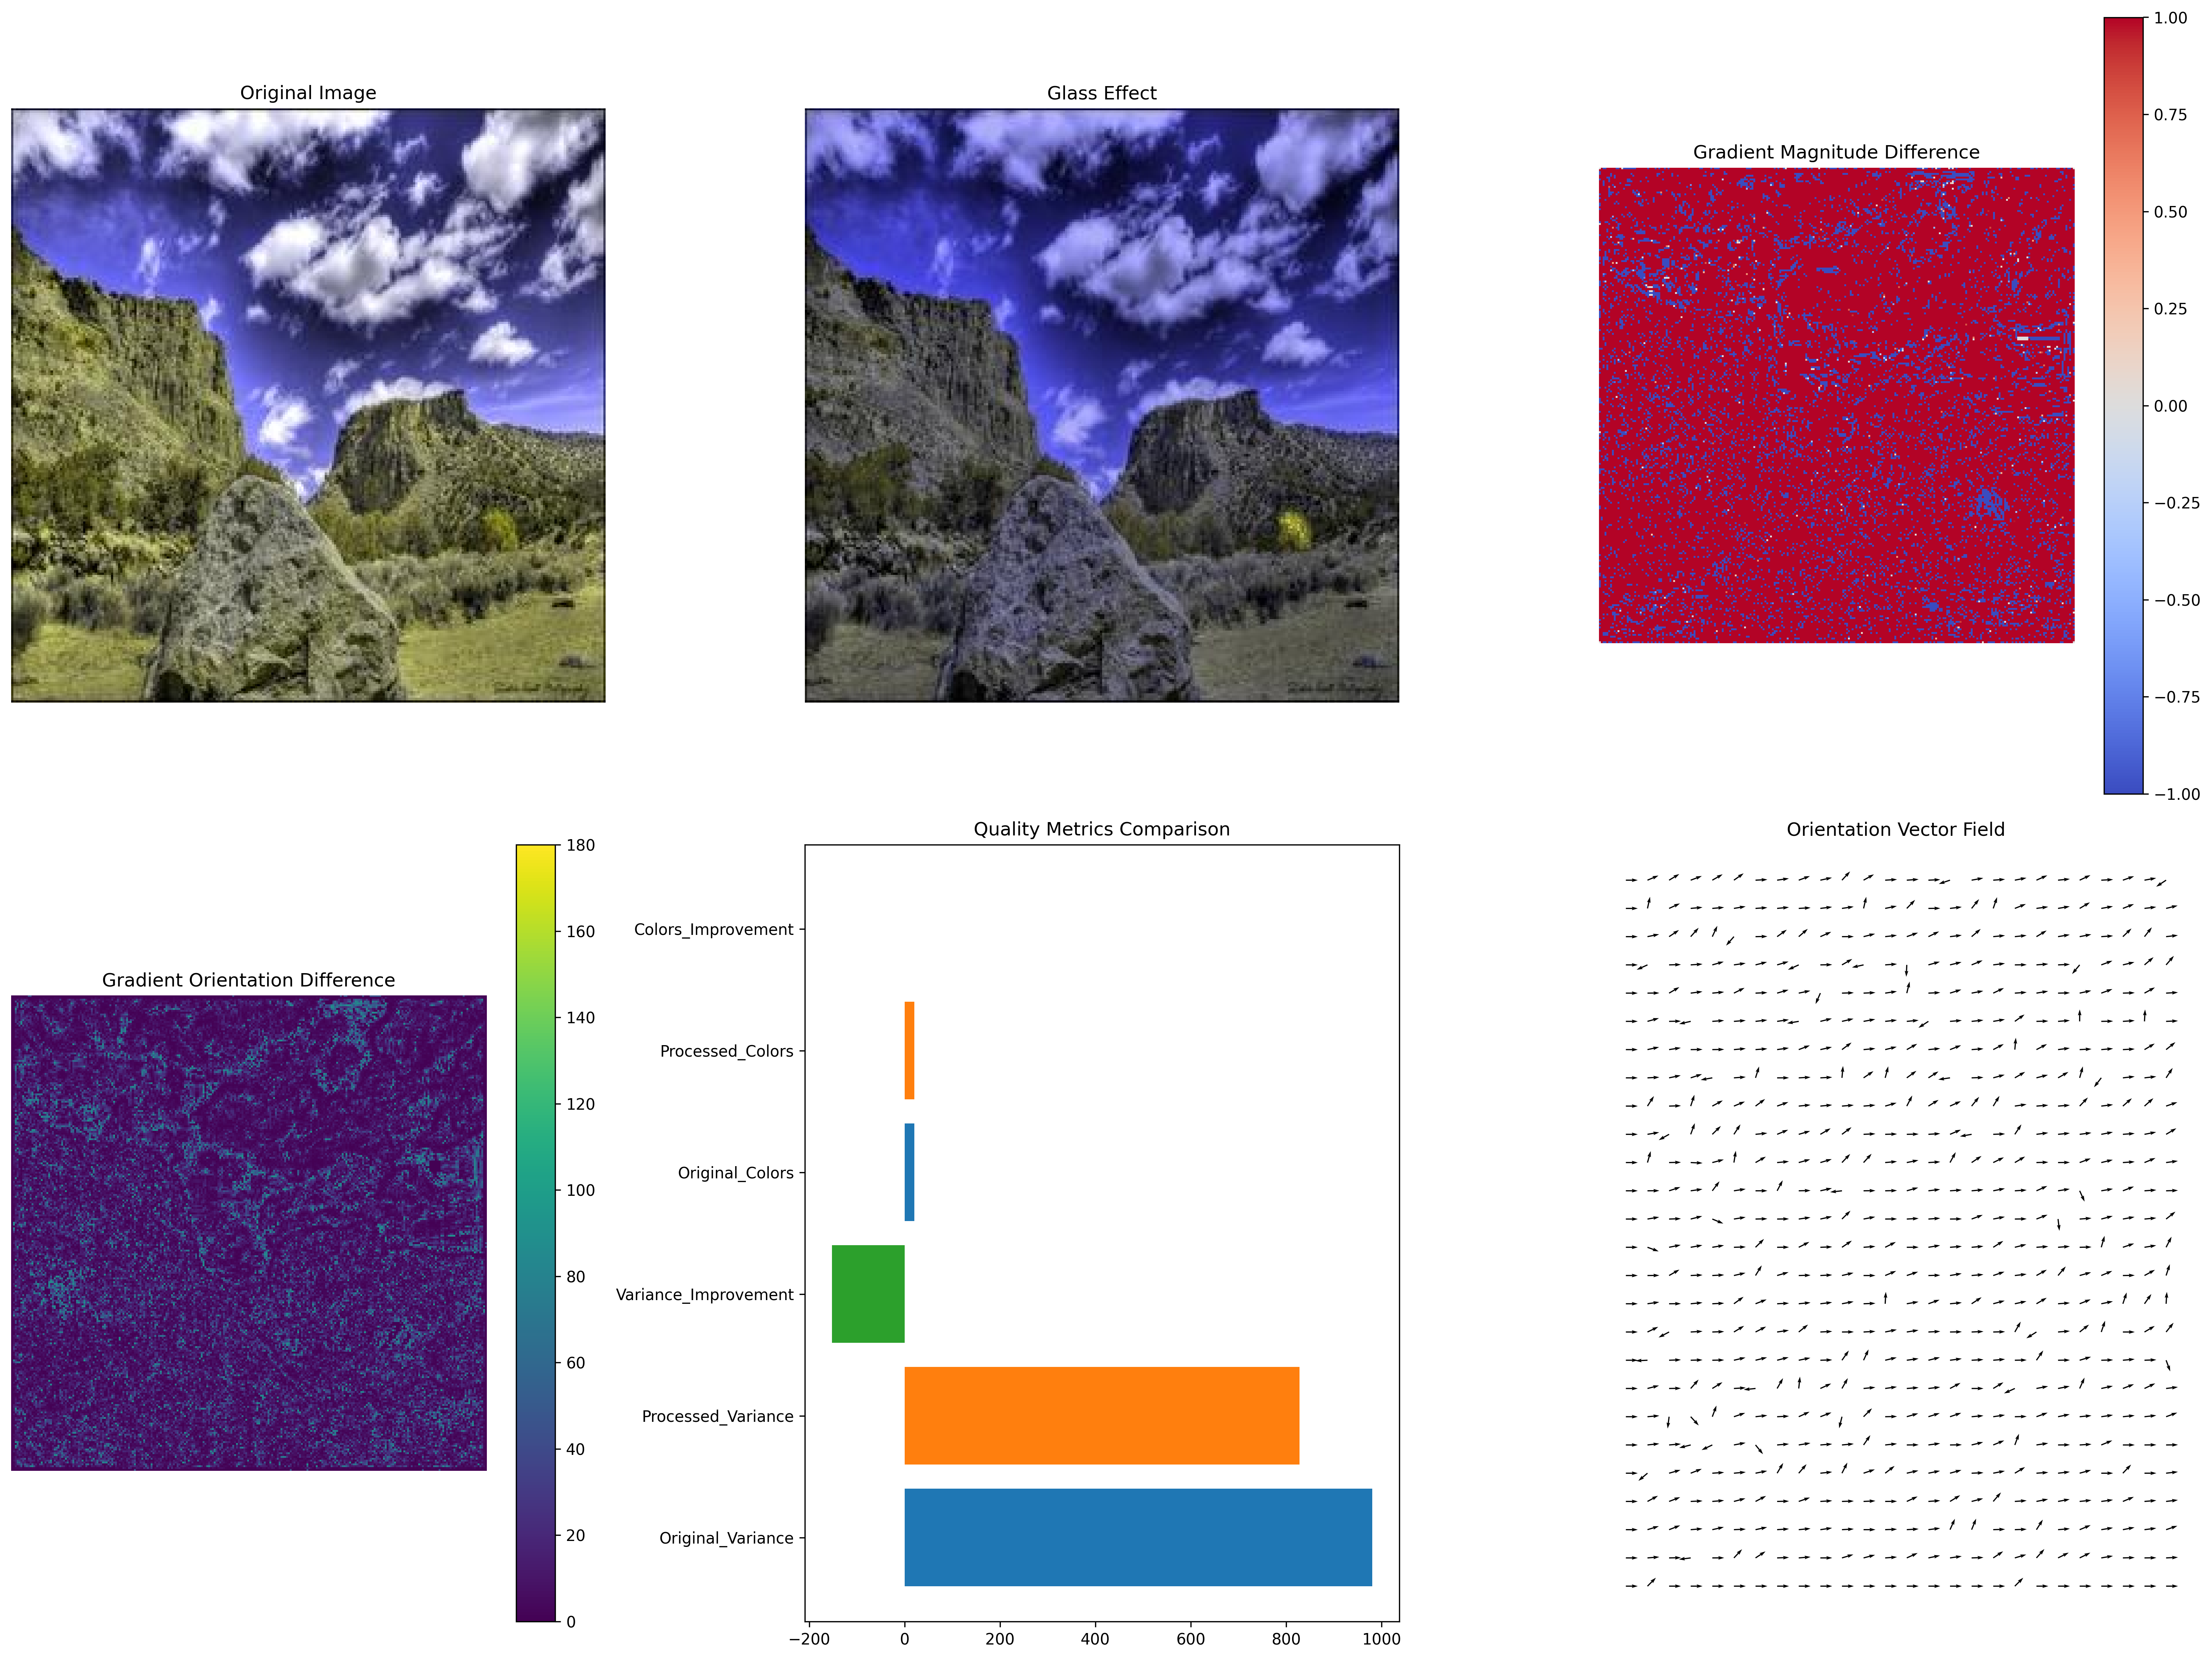 Original Image
Glass Effect
Gradient Magnitude Difference
1.00
0.75
0.50
0.25
0.00
−0.25
−0.50
−0.75
−1.00
Gradient Orientation Difference
180
160
140
120
100
80
60
40
20
0
Quality Metrics Comparison
Colors_Improvement
Processed_Colors
Original_Colors
Variance_Improvement
Processed_Variance
Original_Variance
−200
0
200
400
600
800
1000
Orientation Vector Field